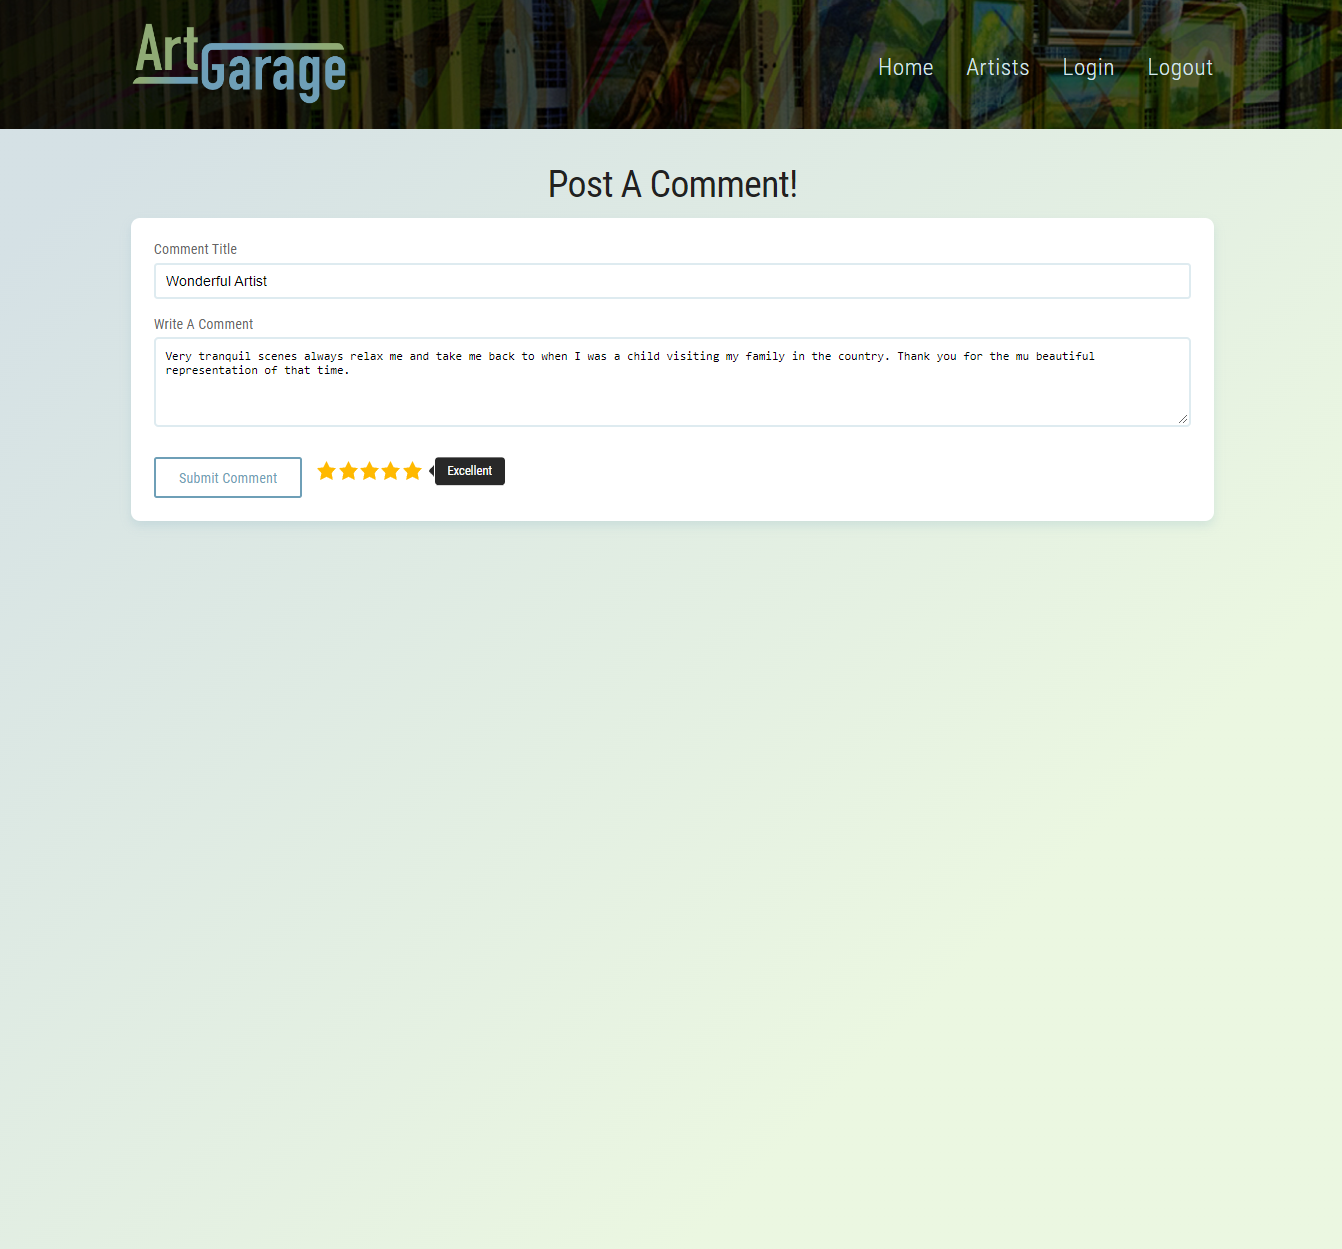 Art Garage
Home Artists Login Logout
Post A Comment!
Comment Title
Wonderful Artist
Write A Comment
Very tranquil scenes always relax me and take me back to when I was a child visiting my family in the country. Thank you for the mu beautiful
representation of that time.
Submit Comment
Excellent